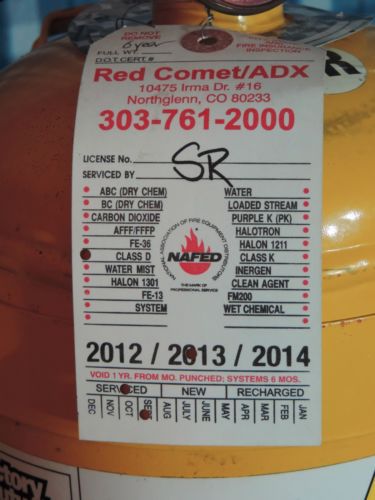 DO NOT
REMOVE
6 year
FULL WT.
FIRE INSURANCE
INSPECTION
D.O.T. CERT. #
Red Comet/ADX
10475 Irma Dr. #16
Northglenn, CO 80233
303-761-2000
LICENSE No.
SERVICED BY SR
ABC (DRY CHEM) WATER
BC (DRY CHEM) LOADED STREAM
CARBON DIOXIDE PURPLE K (PK)
AFFF/FFFP HALOTRON
FE-36 HALON 1211
CLASS D CLASS K
WATER MIST INERGEN
HALON 1301 CLEAN AGENT
FE-13 FM200
SYSTEM WET CHEMICAL
NATIONAL ASSOCIATION OF FIRE EQUIPMENT DISTRIBUTORS
NAFED
THE MARK OF
PROFESSIONAL SERVICE
2012 / 2013 / 2014
VOID 1 YR. FROM MO. PUNCHED; SYSTEMS 6 MOS.
SERVICED NEW RECHARGED
DEC NOV OCT SEP AUG JULY JUNE MAY APR MAR FEB JAN
R